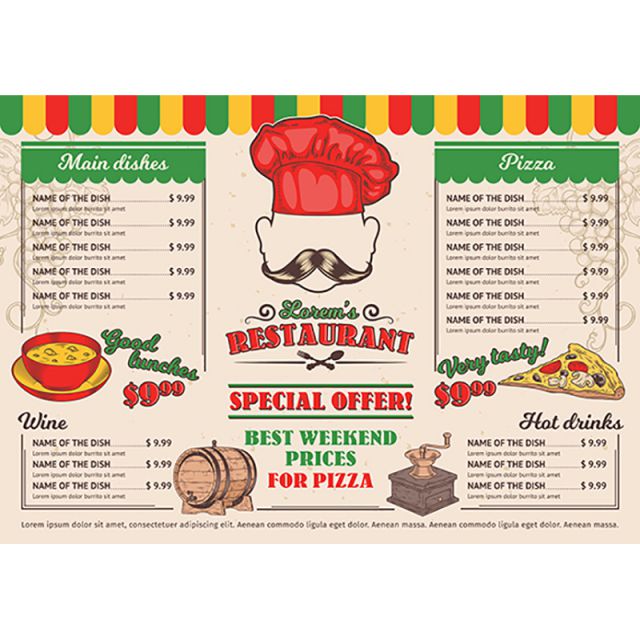 Main dishes
NAME OF THE DISH $ 9.99
Lorem ipsum dolor burrito sit amet
NAME OF THE DISH $ 9.99
Lorem ipsum dolor burrito sit amet
NAME OF THE DISH $ 9.99
Lorem ipsum dolor burrito sit amet
NAME OF THE DISH $ 9.99
Lorem ipsum dolor burrito sit amet
NAME OF THE DISH $ 9.99
Lorem ipsum dolor burrito sit amet
Good
lunches
$9.99
Wine
NAME OF THE DISH $ 9.99
Lorem ipsum dolor burrito sit amet
NAME OF THE DISH $ 9.99
Lorem ipsum dolor burrito sit amet
NAME OF THE DISH $ 9.99
Lorem ipsum dolor burrito sit amet
Lorem's
RESTAURANT
SPECIAL OFFER!
BEST WEEKEND
PRICES
FOR PIZZA
Pizza
NAME OF THE DISH $ 9.99
Lorem ipsum dolor burrito sit amet
NAME OF THE DISH $ 9.99
Lorem ipsum dolor burrito sit amet
NAME OF THE DISH $ 9.99
Lorem ipsum dolor burrito sit amet
NAME OF THE DISH $ 9.99
Lorem ipsum dolor burrito sit amet
NAME OF THE DISH $ 9.99
Lorem ipsum dolor burrito sit amet
NAME OF THE DISH $ 9.99
Lorem ipsum dolor burrito sit amet
Very tasty!
$9.99
Hot drinks
NAME OF THE DISH $ 9.99
Lorem ipsum dolor burrito sit amet
NAME OF THE DISH $ 9.99
Lorem ipsum dolor burrito sit amet
NAME OF THE DISH $ 9.99
Lorem ipsum dolor burrito sit amet
Lorem ipsum dolor sit amet, consectetuer adipiscing elit. Aenean commodo ligula eget dolor. Aenean massa. Aenean commodo ligula eget dolor. Aenean massa.